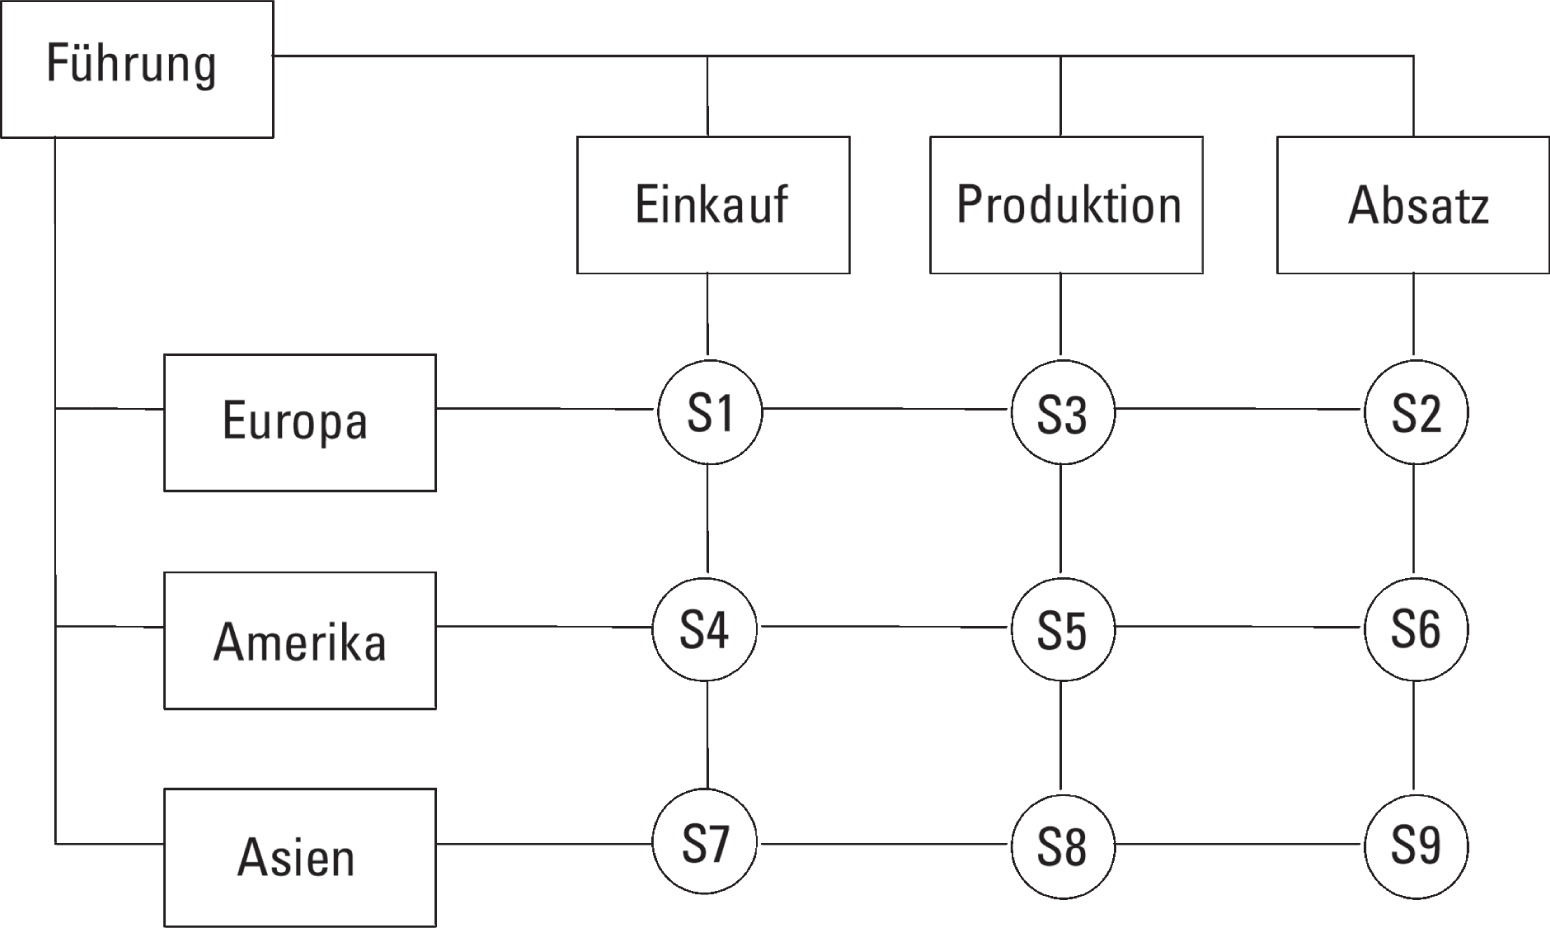 Führung
Einkauf
Produktion
Absatz
Europa
S1
S3
S2
Amerika
S4
S5
S6
Asien
S7
S8
S9